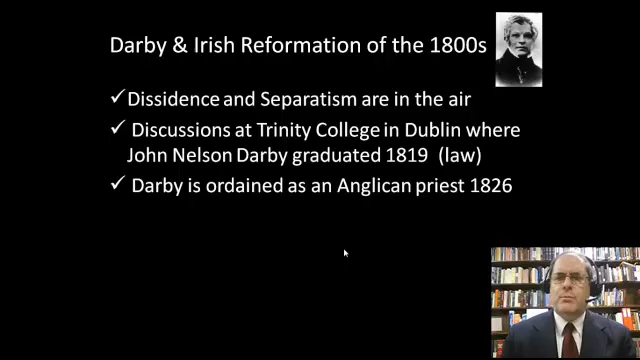 Darby & Irish Reformation of the 1800s
✓Dissidence and Separatism are in the air
✓ Discussions at Trinity College in Dublin where
John Nelson Darby graduated 1819 (law)
✓ Darby is ordained as an Anglican priest 1826